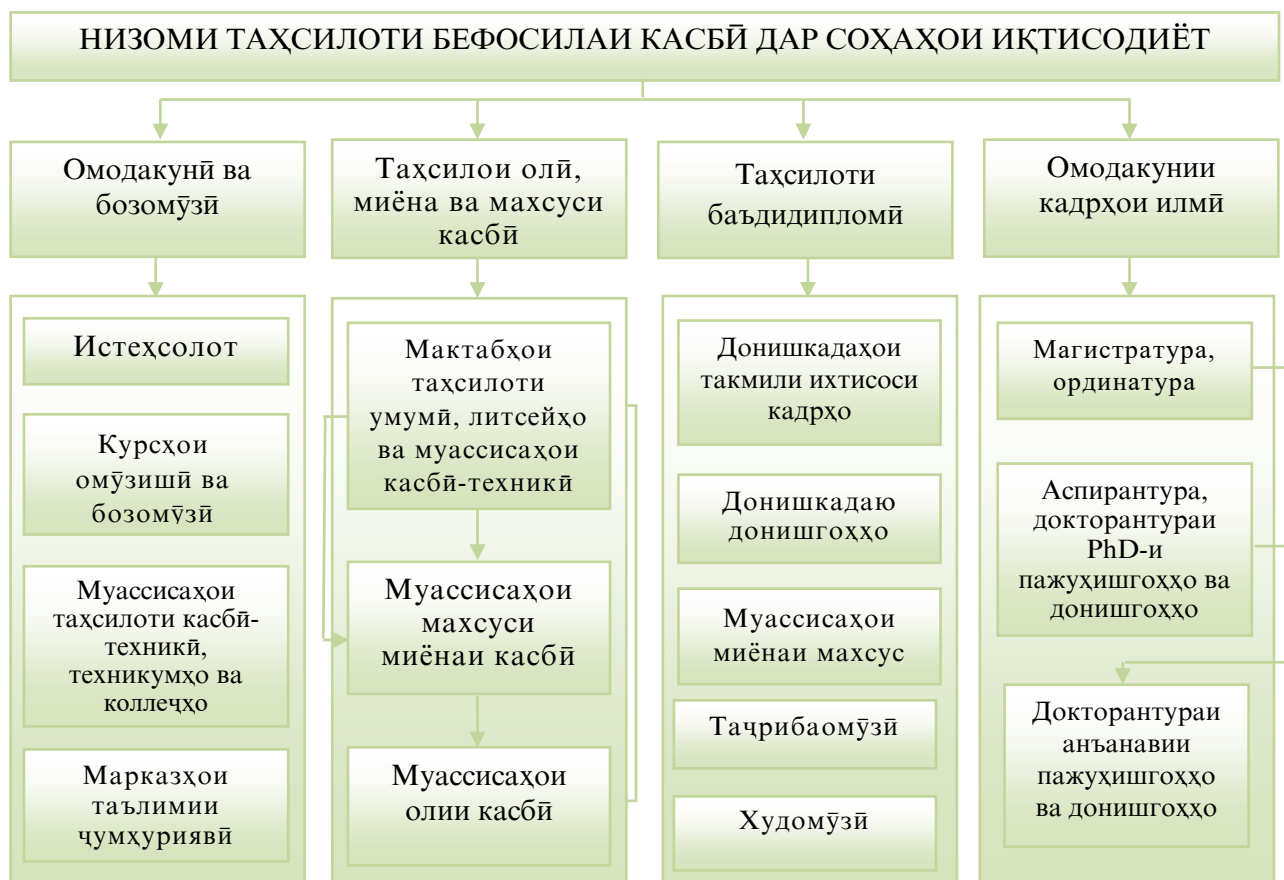 НИЗОМИ ТАҲСИЛОТИ БЕФОСИЛАИ КАСБӢ ДАР СОҲАҲОИ ИҚТИСОДИЁТ
Омодакунӣ ва
бозомӯзӣ
Таҳсилои олӣ,
миёна ва махсуси
касбӣ
Таҳсилоти
баъдидипломӣ
Омодакунии
кадрҳои илмӣ
Истеҳсолот
Курсҳои
омӯзишӣ ва
бозомӯзӣ
Муассисаҳои
таҳсилоти касбӣ-
техникӣ,
техникумҳо ва
коллеҷҳо
Марказҳои
таълимии
ҷумҳуриявӣ
Мактабҳои
таҳсилоти
умумӣ, литсейҳо
ва муассисаҳои
касбӣ-техникӣ
Муассисаҳои
махсуси
миёнаи касбӣ
Муассисаҳои
олии касбӣ
Донишкадаҳои
такмили ихтисоси
кадрҳо
Донишкадаю
донишгоҳҳо
Муассисаҳои
миёнаи махсус
Таҷрибаомӯзӣ
Худомӯзӣ
Магистратура,
ординатура
Аспирантура,
докторантураи
PhD-и
пажуҳишгоҳҳо ва
донишгоҳҳо
Докторантураи
анъанавии
пажуҳишгоҳҳо
ва донишгоҳҳо